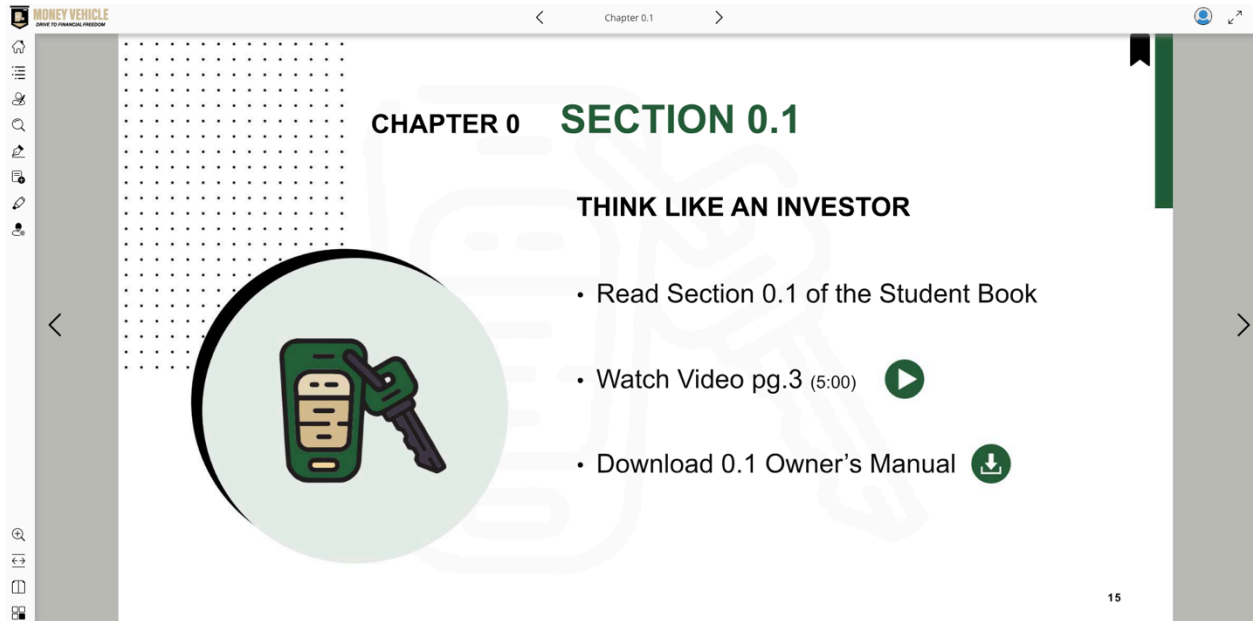 MONEY VEHICLE
DRIVE TO FINANCIAL FREEDOM
Chapter 0.1
CHAPTER 0
SECTION 0.1
THINK LIKE AN INVESTOR
• Read Section 0.1 of the Student Book
• Watch Video pg.3 (5:00)
• Download 0.1 Owner's Manual
15